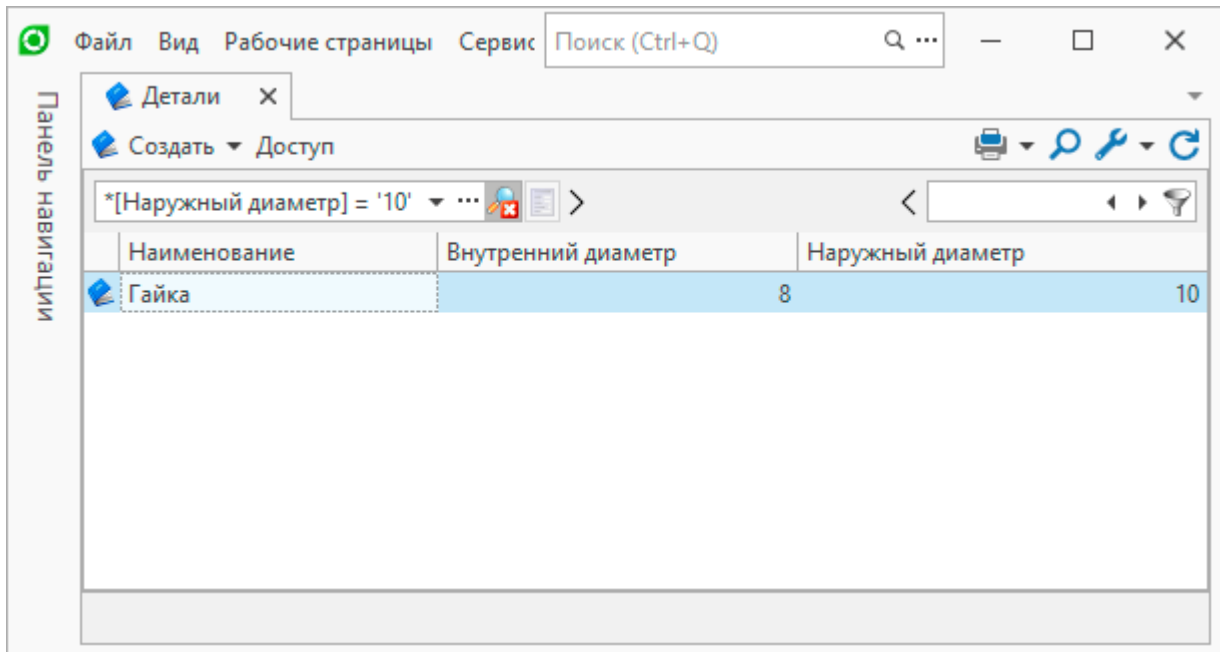 Файл Вид Рабочие страницы Сервис Поиск (Ctrl+Q)
Панель навигации
Детали
Создать Доступ
*[Наружный диаметр] = '10'
Наименование Внутренний диаметр Наружный диаметр
Гайка 8 10